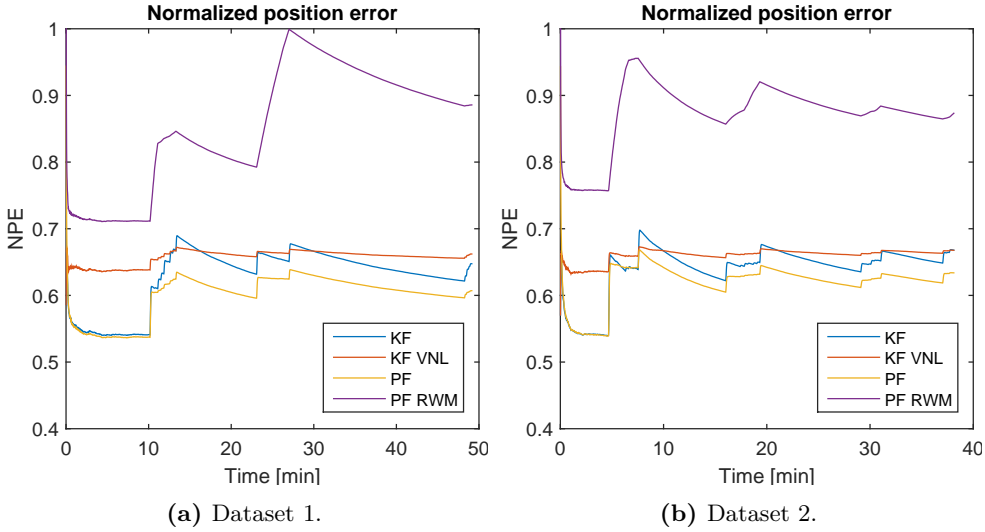 Normalized position error
1
0.9
0.8
0.7
0.6
0.5
0.4
NPE
0 10 20 30 40 50
Time [min]
KF
KF VNL
PF
PF RWM
(a) Dataset 1.
Normalized position error
1
0.9
0.8
0.7
0.6
0.5
0.4
NPE
0 10 20 30 40
Time [min]
KF
KF VNL
PF
PF RWM
(b) Dataset 2.